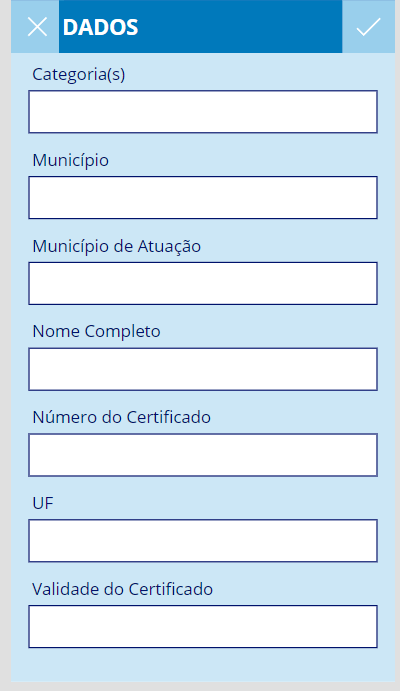 DADOS
Categoria(s)
Município
Município de Atuação
Nome Completo
Número do Certificado
UF
Validade do Certificado